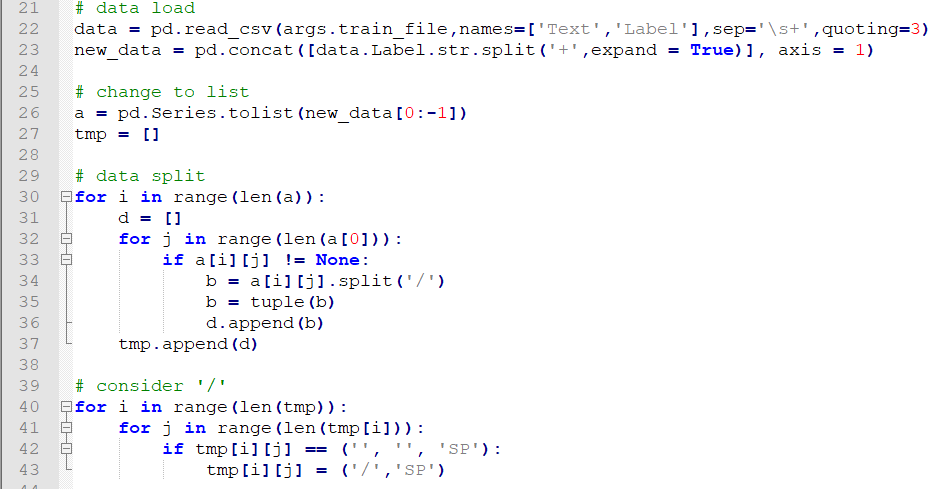 21 # data load
22 data = pd.read_csv(args.train_file,names=['Text','Label'],sep='\s+',quoting=3)
23 new_data = pd.concat([data.Label.str.split('+',expand = True)], axis = 1)
24
25 # change to list
26 a = pd.Series.tolist(new_data[0:-1])
27 tmp = []
28
29 # data split
30 for i in range(len(a)):
31     d = []
32     for j in range(len(a[0])):
33         if a[i][j] != None:
34             b = a[i][j].split('/')
35             b = tuple(b)
36             d.append(b)
37     tmp.append(d)
38
39 # consider '/'
40 for i in range(len(tmp)):
41     for j in range(len(tmp[i])):
42         if tmp[i][j] == ('', '', 'SP'):
43             tmp[i][j] = ('/','SP')